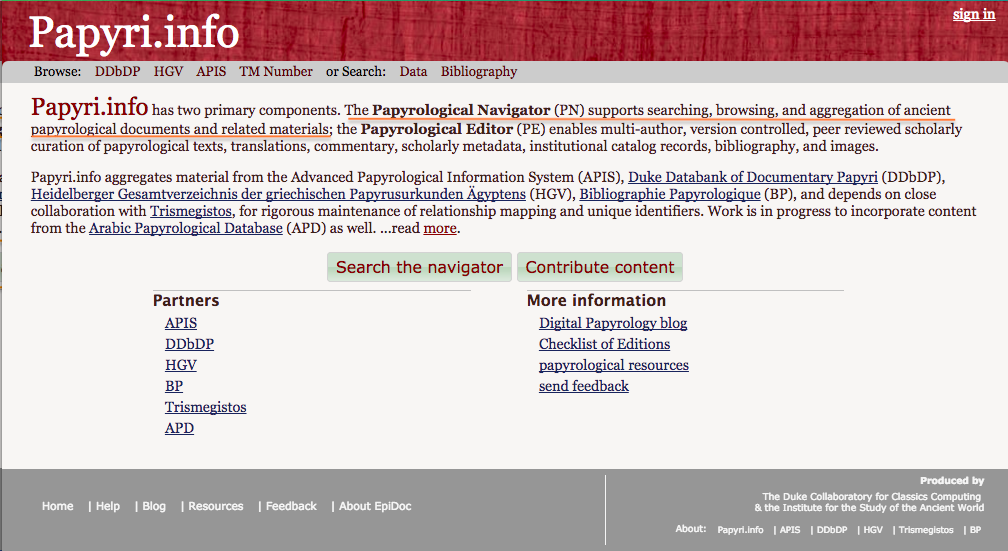 Papyri.info
sign in
Browse: DDbDP HGV APIS TM Number or Search: Data Bibliography
Papyri.info has two primary components. The Papyrological Navigator (PN) supports searching, browsing, and aggregation of ancient
papyrological documents and related materials; the Papyrological Editor (PE) enables multi-author, version controlled, peer reviewed scholarly
curation of papyrological texts, translations, commentary, scholarly metadata, institutional catalog records, bibliography, and images.
Papyri.info aggregates material from the Advanced Papyrological Information System (APIS), Duke Databank of Documentary Papyri (DDbDP),
Heidelberger Gesamtverzeichnis der griechischen Papyrusurkunden Ägyptens (HGV), Bibliographie Papyrologique (BP), and depends on close
collaboration with Trismegistos, for rigorous maintenance of relationship mapping and unique identifiers. Work is in progress to incorporate content
from the Arabic Papyrological Database (APD) as well. ...read more.
Search the navigator Contribute content
Partners
APIS
DDbDP
HGV
BP
Trismegistos
APD
More information
Digital Papyrology blog
Checklist of Editions
papyrological resources
send feedback
Home | Help | Blog | Resources | Feedback | About EpiDoc
Produced by
The Duke Collaboratory for Classics Computing
& the Institute for the Study of the Ancient World
About: Papyri.info | APIS | DDbDP | HGV | Trismegistos | BP